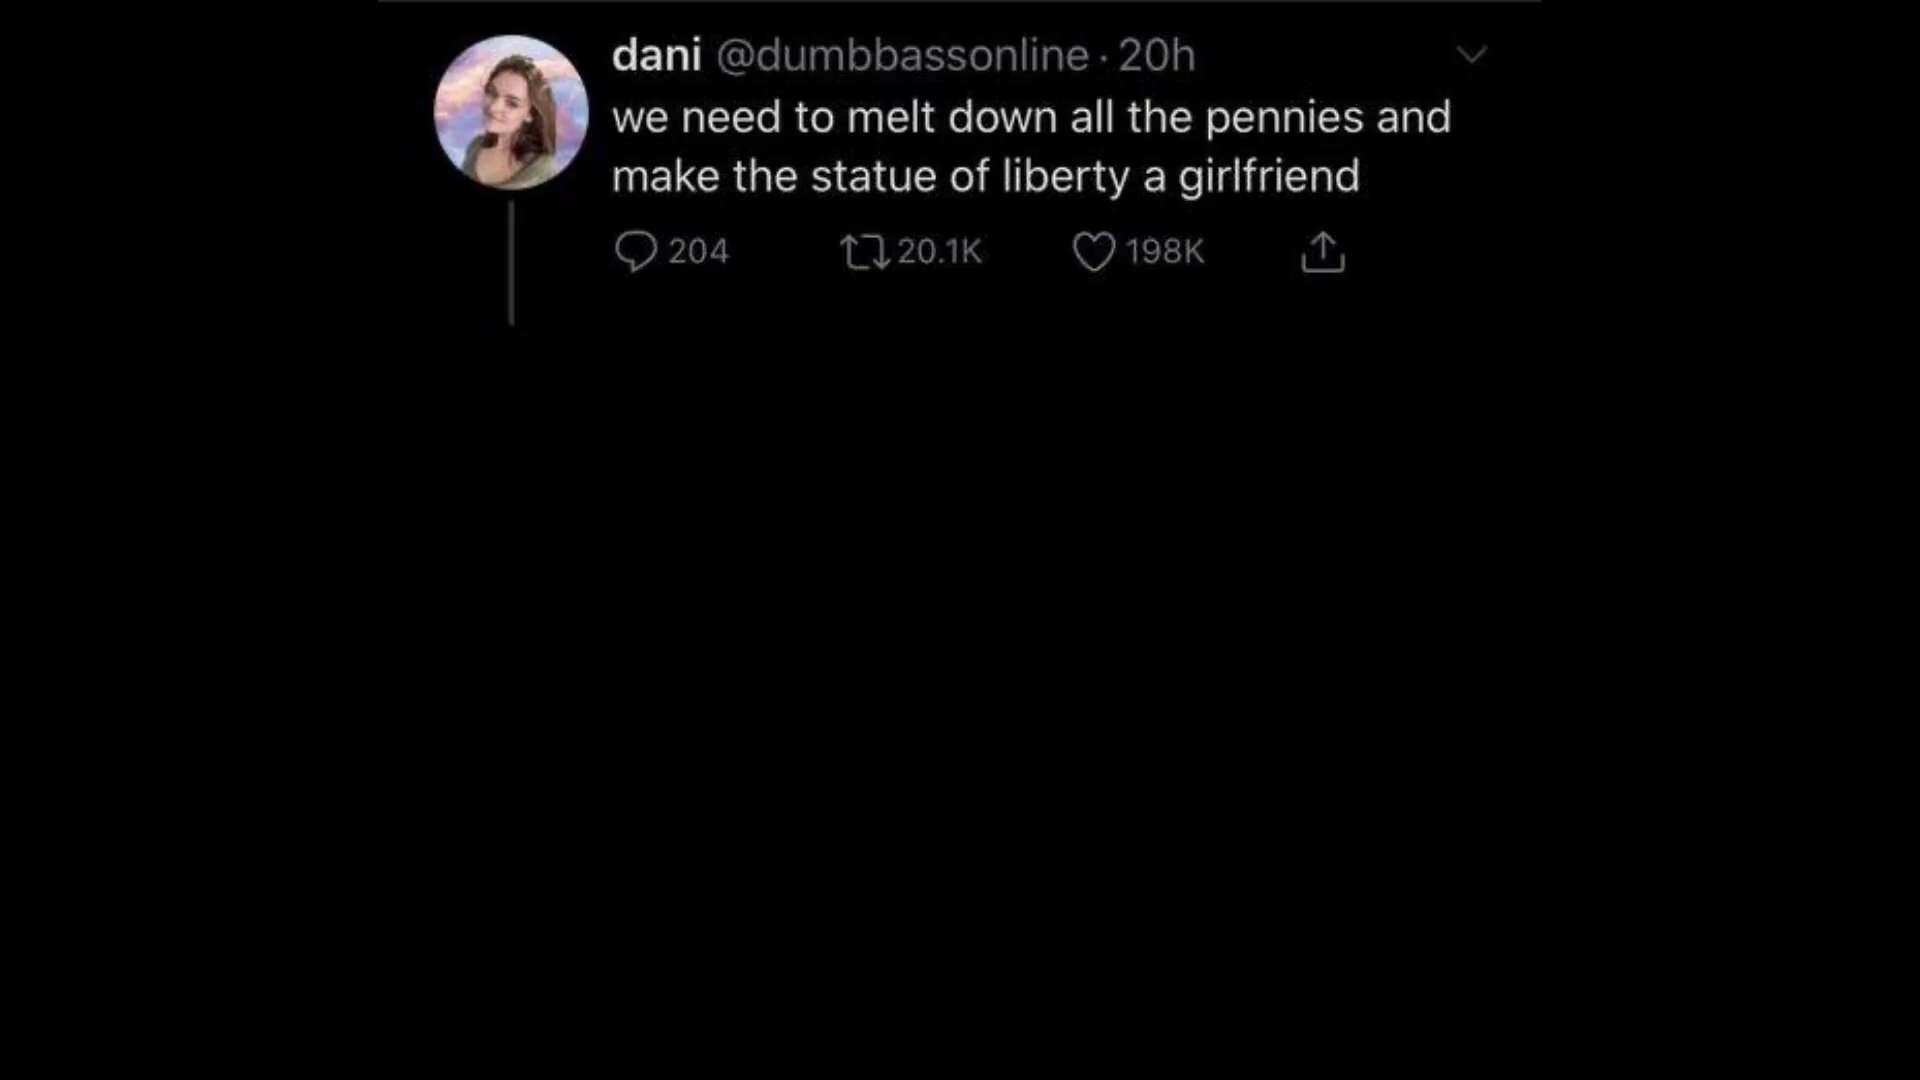 dani @dumbbassonline · 20h
we need to melt down all the pennies and
make the statue of liberty a girlfriend
204 20.1K 198K